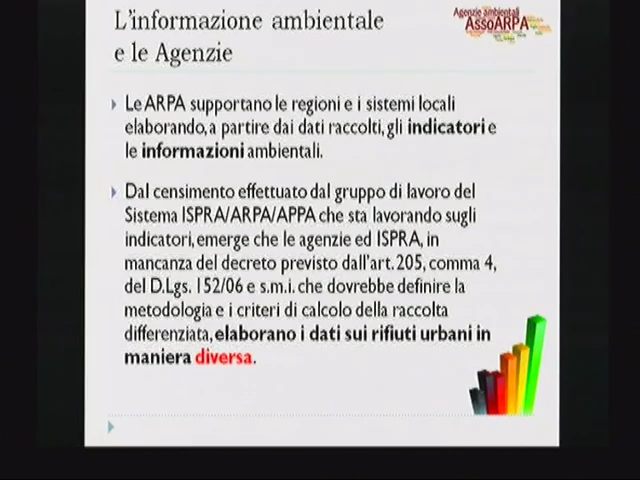 L'informazione ambientale
e le Agenzie
Agenzie ambientali
AssoARPA
Le ARPA supportano le regioni e i sistemi locali
elaborando, a partire dai dati raccolti, gli indicatori e
le informazioni ambientali.
Dal censimento effettuato dal gruppo di lavoro del
Sistema ISPRA/ARPA/APPA che sta lavorando sugli
indicatori, emerge che le agenzie ed ISPRA, in
mancanza del decreto previsto dall'art. 205, comma 4,
del D.Lgs. 152/06 e s.m.i. che dovrebbe definire la
metodologia e i criteri di calcolo della raccolta
differenziata, elaborano i dati sui rifiuti urbani in
maniera diversa.